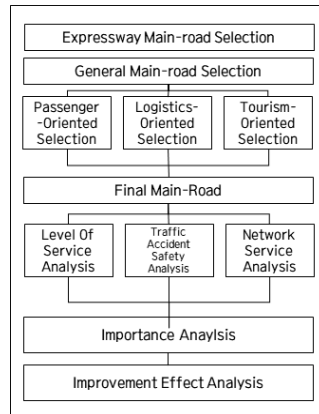 Expressway Main-road Selection
General Main-road Selection
Passenger
-Oriented
Selection
Logistics-
Oriented
Selection
Tourism-
Oriented
Selection
Final Main-Road
Level Of
Service
Analysis
Traffic
Accident
Safety
Analysis
Network
Service
Analysis
Importance Anaylsis
Improvement Effect Analysis